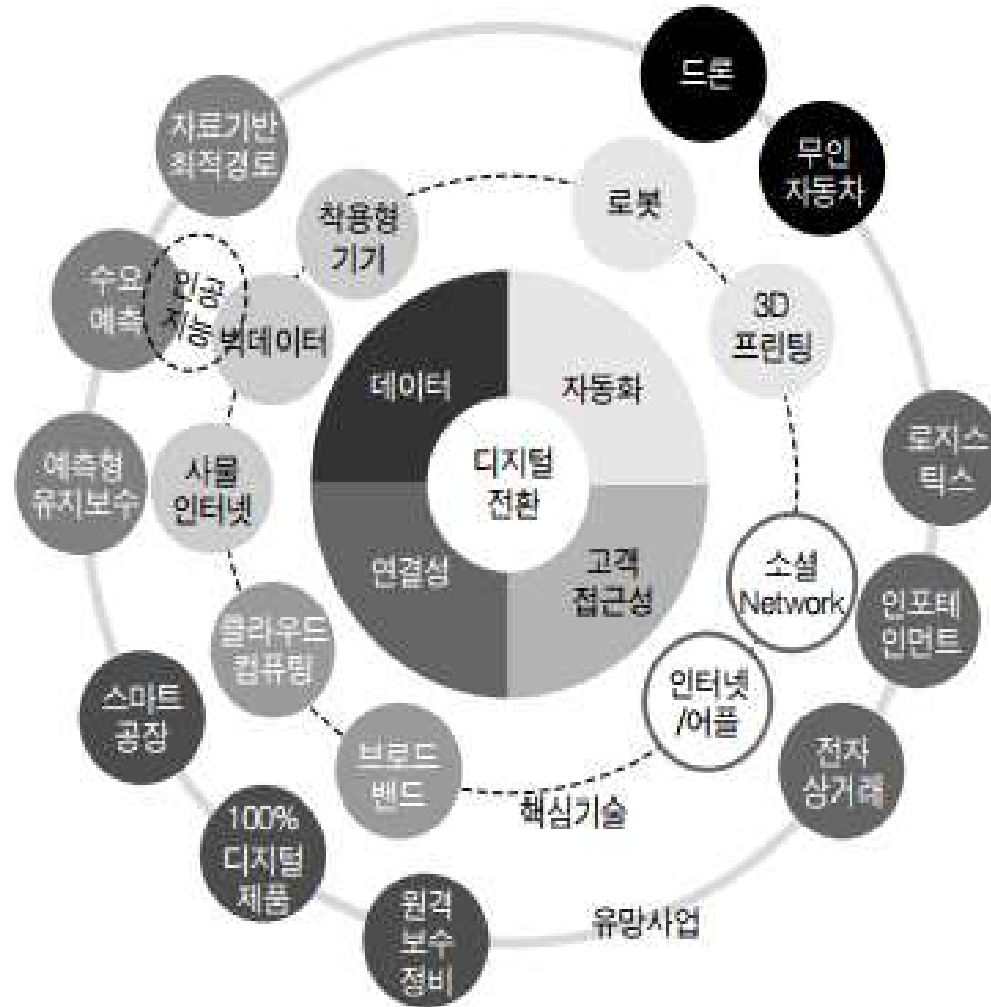 드론
무인
자동차
자료기반
최적경로
로봇
착용형
기기
수요
예측
인공
지능
빅데이터
3D
프린팅
데이터
자동화
로지스
틱스
예측형
유지보수
사물
인터넷
디지털
전환
연결성
고객
접근성
소셜
Network
인포테
인먼트
클라우드
컴퓨팅
스마트
공장
인터넷
/어플
전자
상거래
브로드
밴드
핵심기술
100%
디지털
제품
원격
보수
정비
유망사업